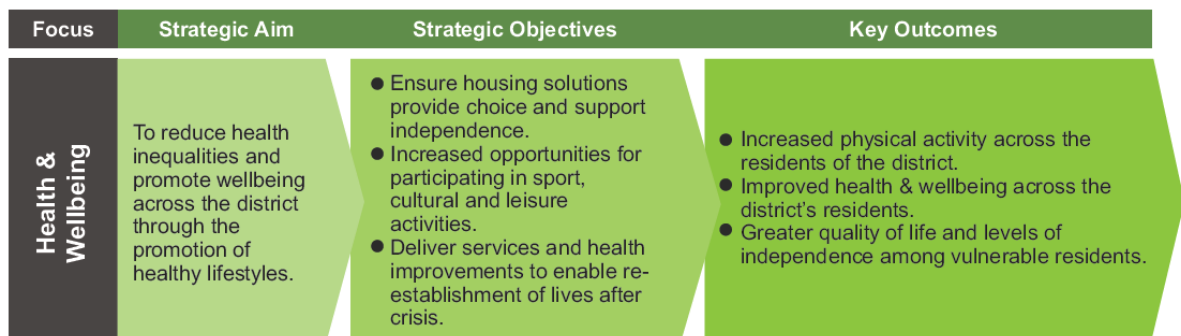 Focus
Strategic Aim
Strategic Objectives
Key Outcomes
Health &
Wellbeing
To reduce health
inequalities and
promote wellbeing
across the district
through the
promotion of
healthy lifestyles.
● Ensure housing solutions
provide choice and support
independence.
● Increased opportunities for
participating in sport,
cultural and leisure
activities.
● Deliver services and health
improvements to enable re-
establishment of lives after
crisis.
● Increased physical activity across the
residents of the district.
● Improved health & wellbeing across the
district's residents.
● Greater quality of life and levels of
independence among vulnerable residents.